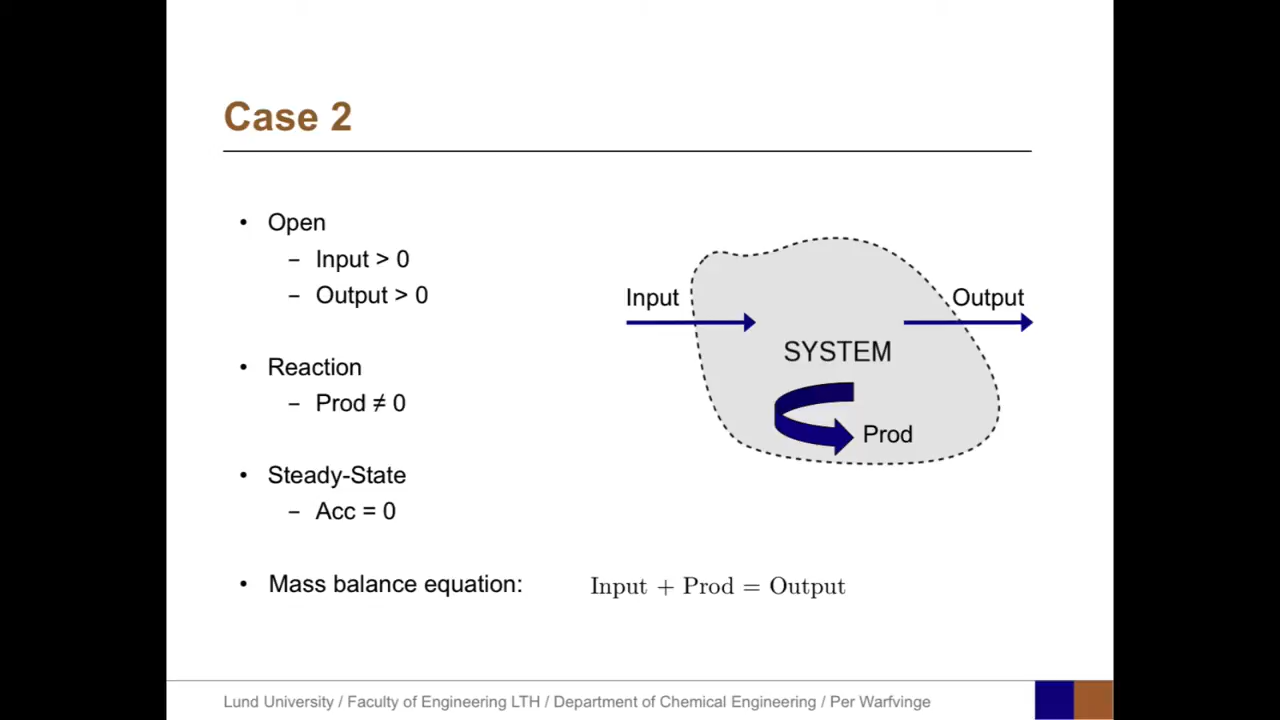 Case 2
• Open
– Input > 0
– Output > 0
• Reaction
– Prod ≠ 0
• Steady-State
– Acc = 0
• Mass balance equation: Input + Prod = Output
Input
Output
SYSTEM
Prod
Lund University / Faculty of Engineering LTH / Department of Chemical Engineering / Per Warfvinge